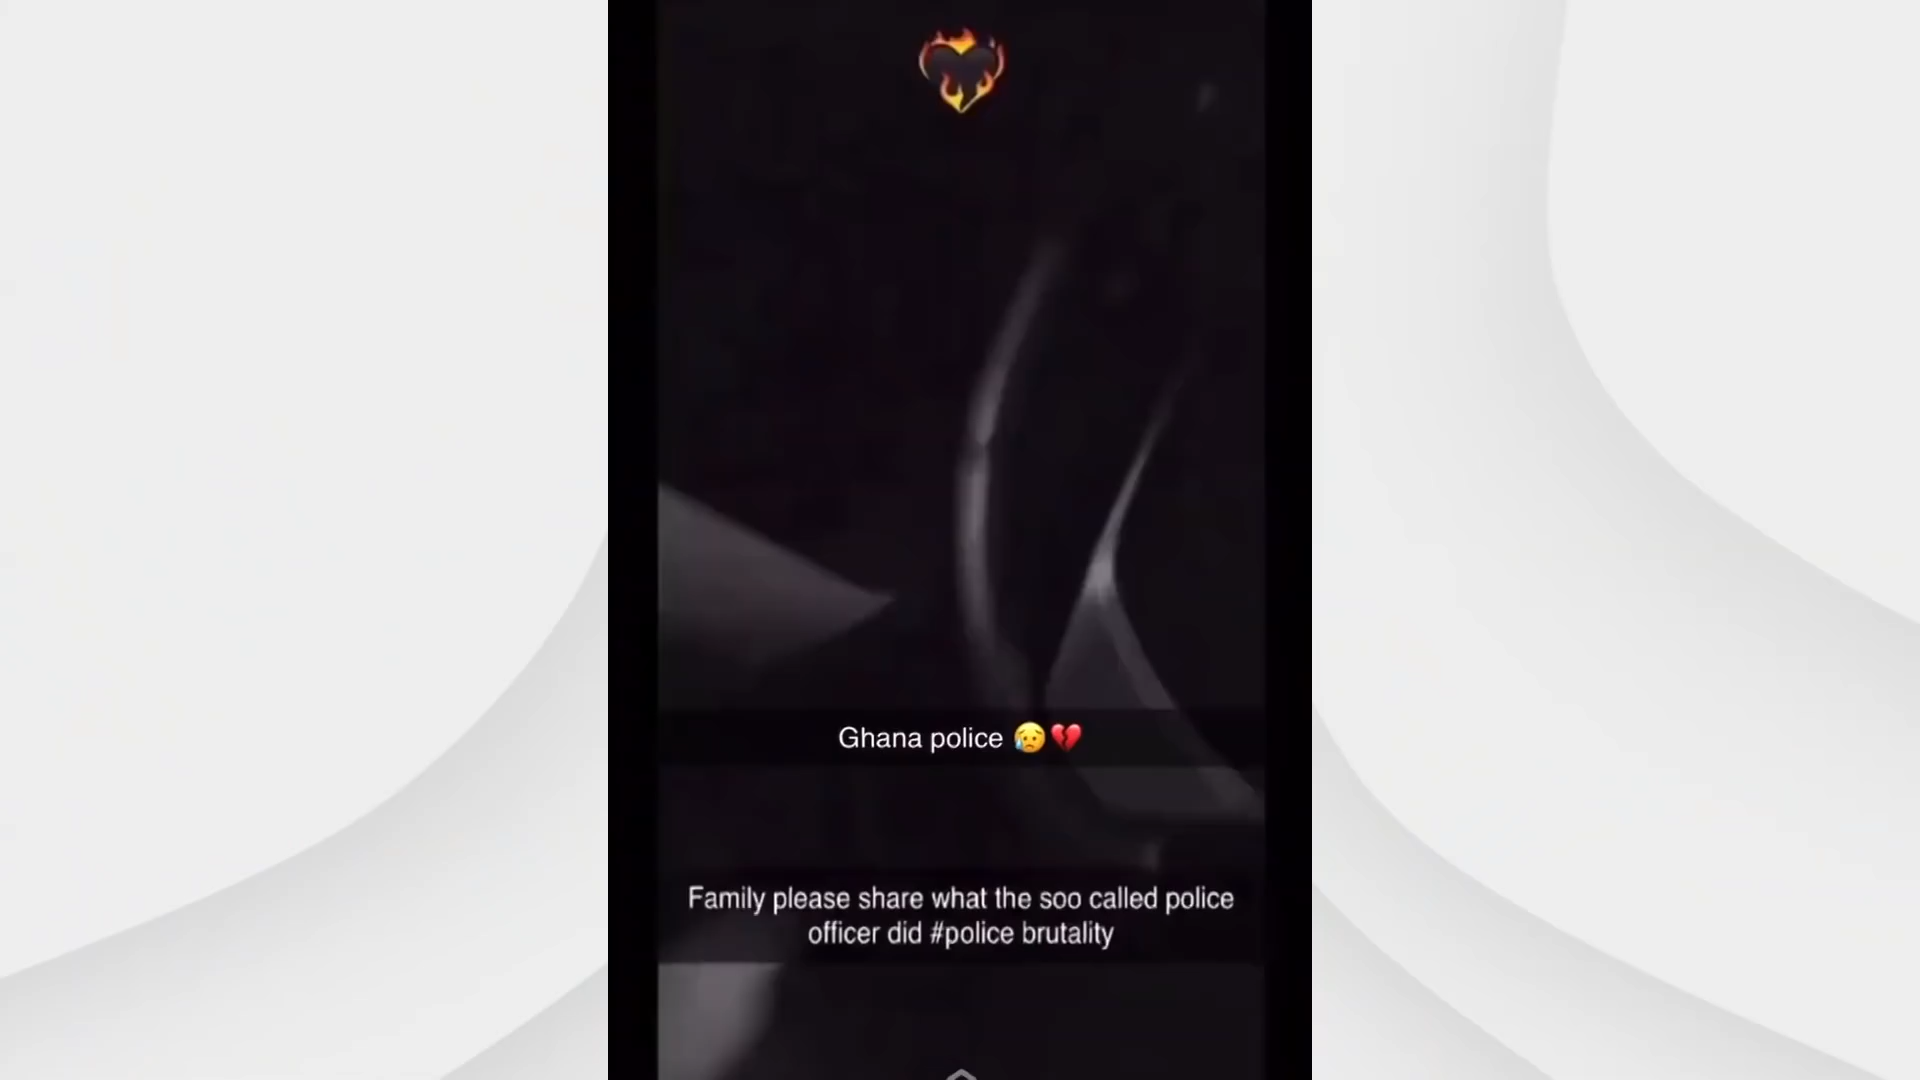 Ghana police 😥💔
Family please share what the soo called police
officer did #police brutality